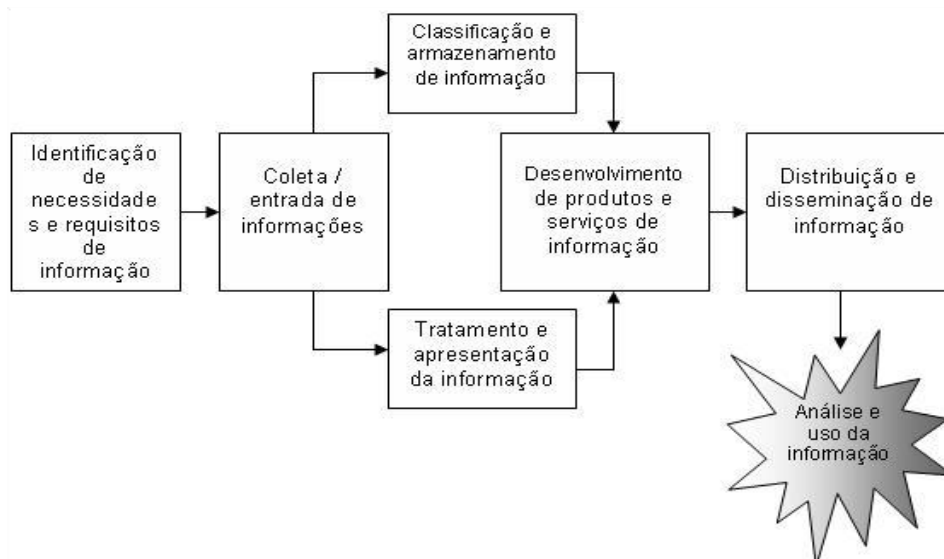 Identificação
de
necessidade
s e requisitos
de
informação
Coleta /
entrada de
informações
Classificação e
armazenamento
de informação
Tratamento e
apresentação
da informação
Desenvolvimento
de produtos e
serviços de
informação
Distribuição e
disseminação de
informação
Análise e
uso da
informação